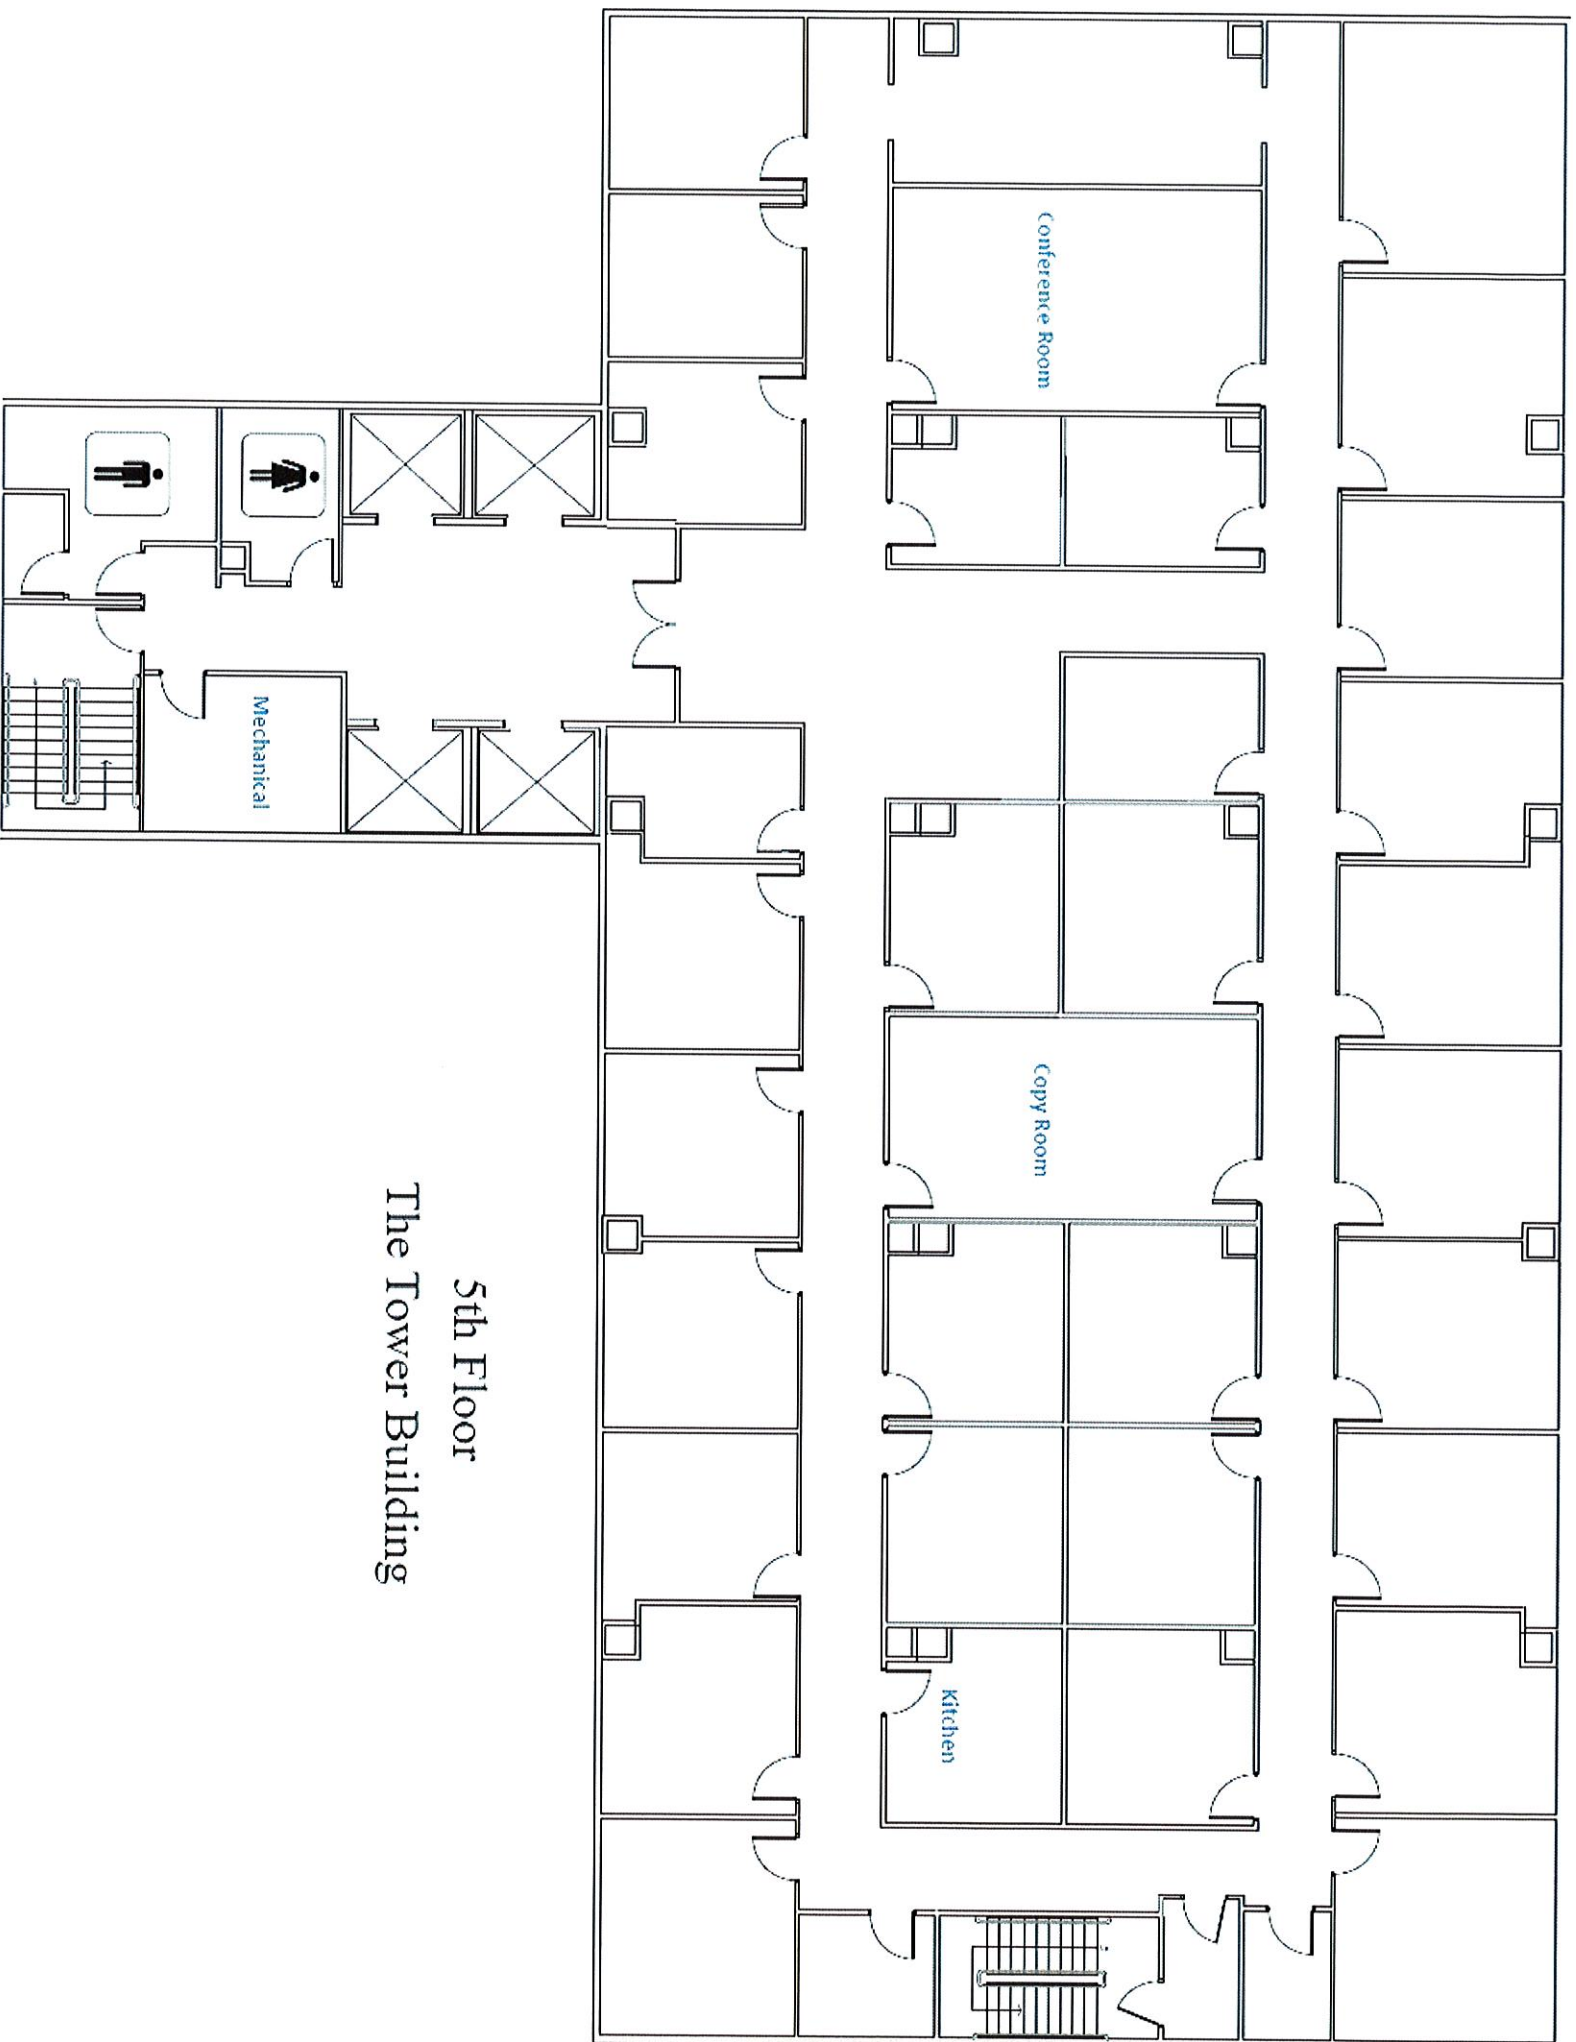 Conference Room
Copy Room
Kitchen
Mechanical
5th Floor
The Tower Building